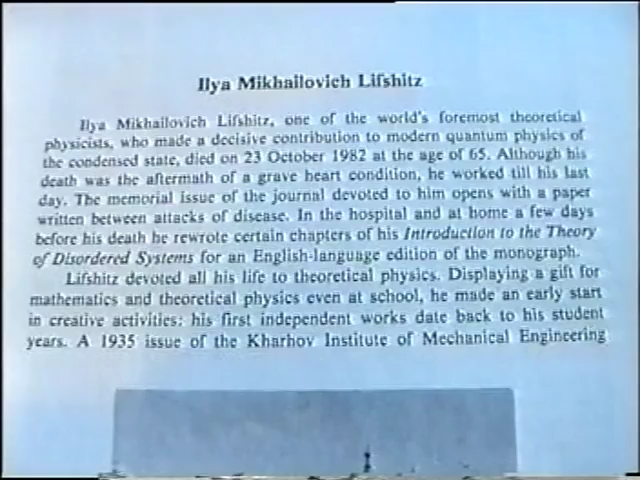 Ilya Mikhailovich Lifshitz
Ilya Mikhailovich Lifshitz, one of the world's foremost theoretical
physicists, who made a decisive contribution to modern quantum physics of
the condensed state, died on 23 October 1982 at the age of 65. Although his
death was the aftermath of a grave heart condition, he worked till his last
day. The memorial issue of the journal devoted to him opens with a paper
written between attacks of disease. In the hospital and at home a few days
before his death he rewrote certain chapters of his Introduction to the Theory
of Disordered Systems for an English-language edition of the monograph.
Lifshitz devoted all his life to theoretical physics. Displaying a gift for
mathematics and theoretical physics even at school, he made an early start
in creative activities: his first independent works date back to his student
years. A 1935 issue of the Kharhov Institute of Mechanical Engineering